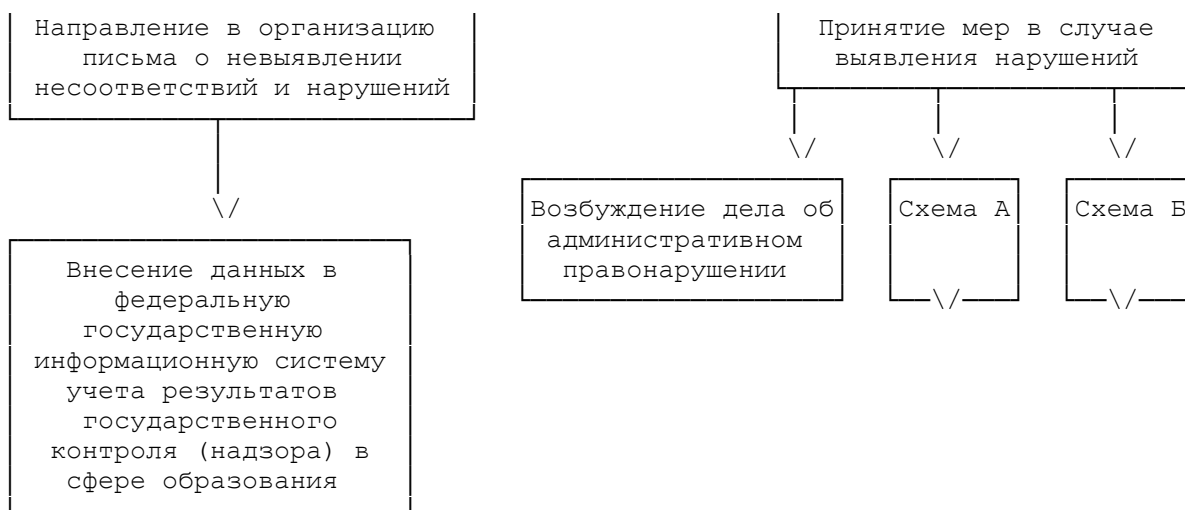 Направление в организацию
письма о невыявлении
несоответствий и нарушений
Принятие мер в случае
выявления нарушений
Возбуждение дела об
административном
правонарушении
Схема А
Схема Б
Внесение данных в
федеральную
государственную
информационную систему
учета результатов
государственного
контроля (надзора) в
сфере образования